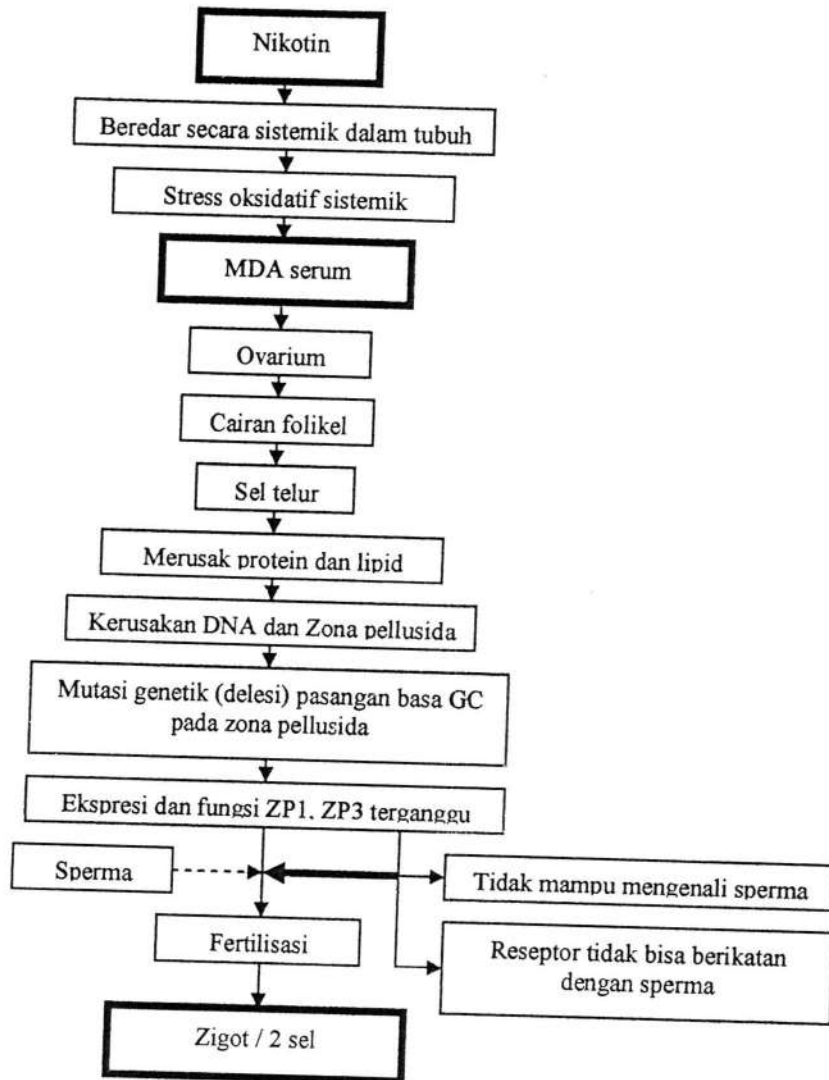 Nikotin
Beredar secara sistemik dalam tubuh
Stress oksidatif sistemik
MDA serum
Ovarium
Cairan folikel
Sel telur
Merusak protein dan lipid
Kerusakan DNA dan Zona pellusida
Mutasi genetik (delesi) pasangan basa GC
pada zona pellusida
Ekspresi dan fungsi ZP1, ZP3 terganggu
Sperma
Tidak mampu mengenali sperma
Fertilisasi
Reseptor tidak bisa berikatan
dengan sperma
Zigot / 2 sel